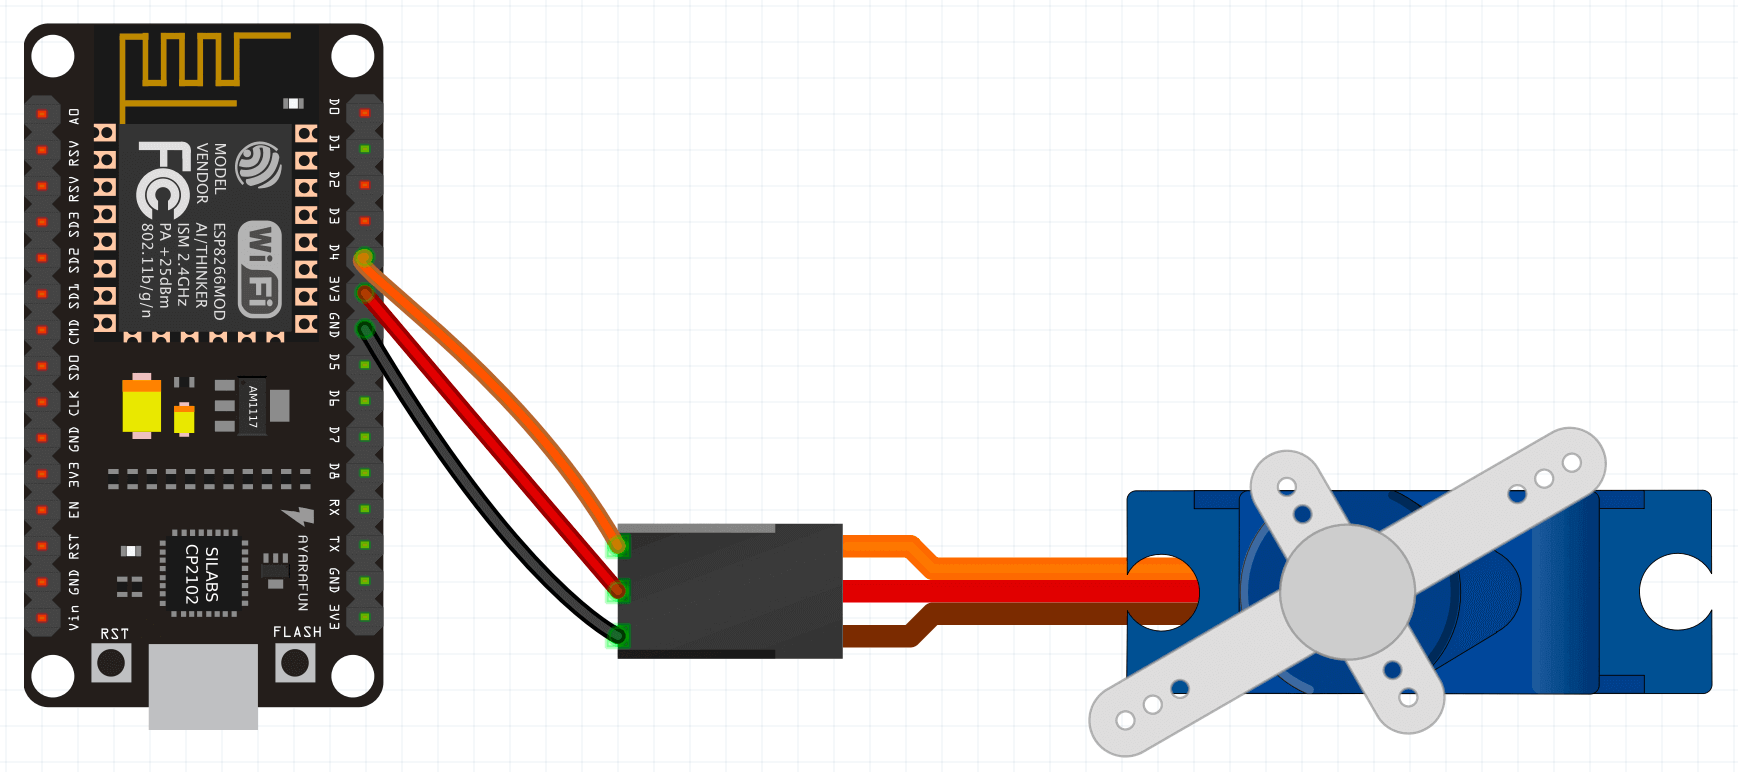 A0
RSV
RSV
SD3
SD2
SD1
CMD
SD0
CLK
GND
3V3
EN
RST
GND
Vin
D0
D1
D2
D3
D4
3V3
GND
D5
D6
D7
D8
RX
TX
GND
3V3
MODEL
VENDOR
FC
ESP8266MOD
AI/THINKER
ISM 2.4GHz
PA +25dBm
802.11b/g/n
Wi Fi
AM1117
SILABS
CP2102
AYARAFUN
RST
FLASH